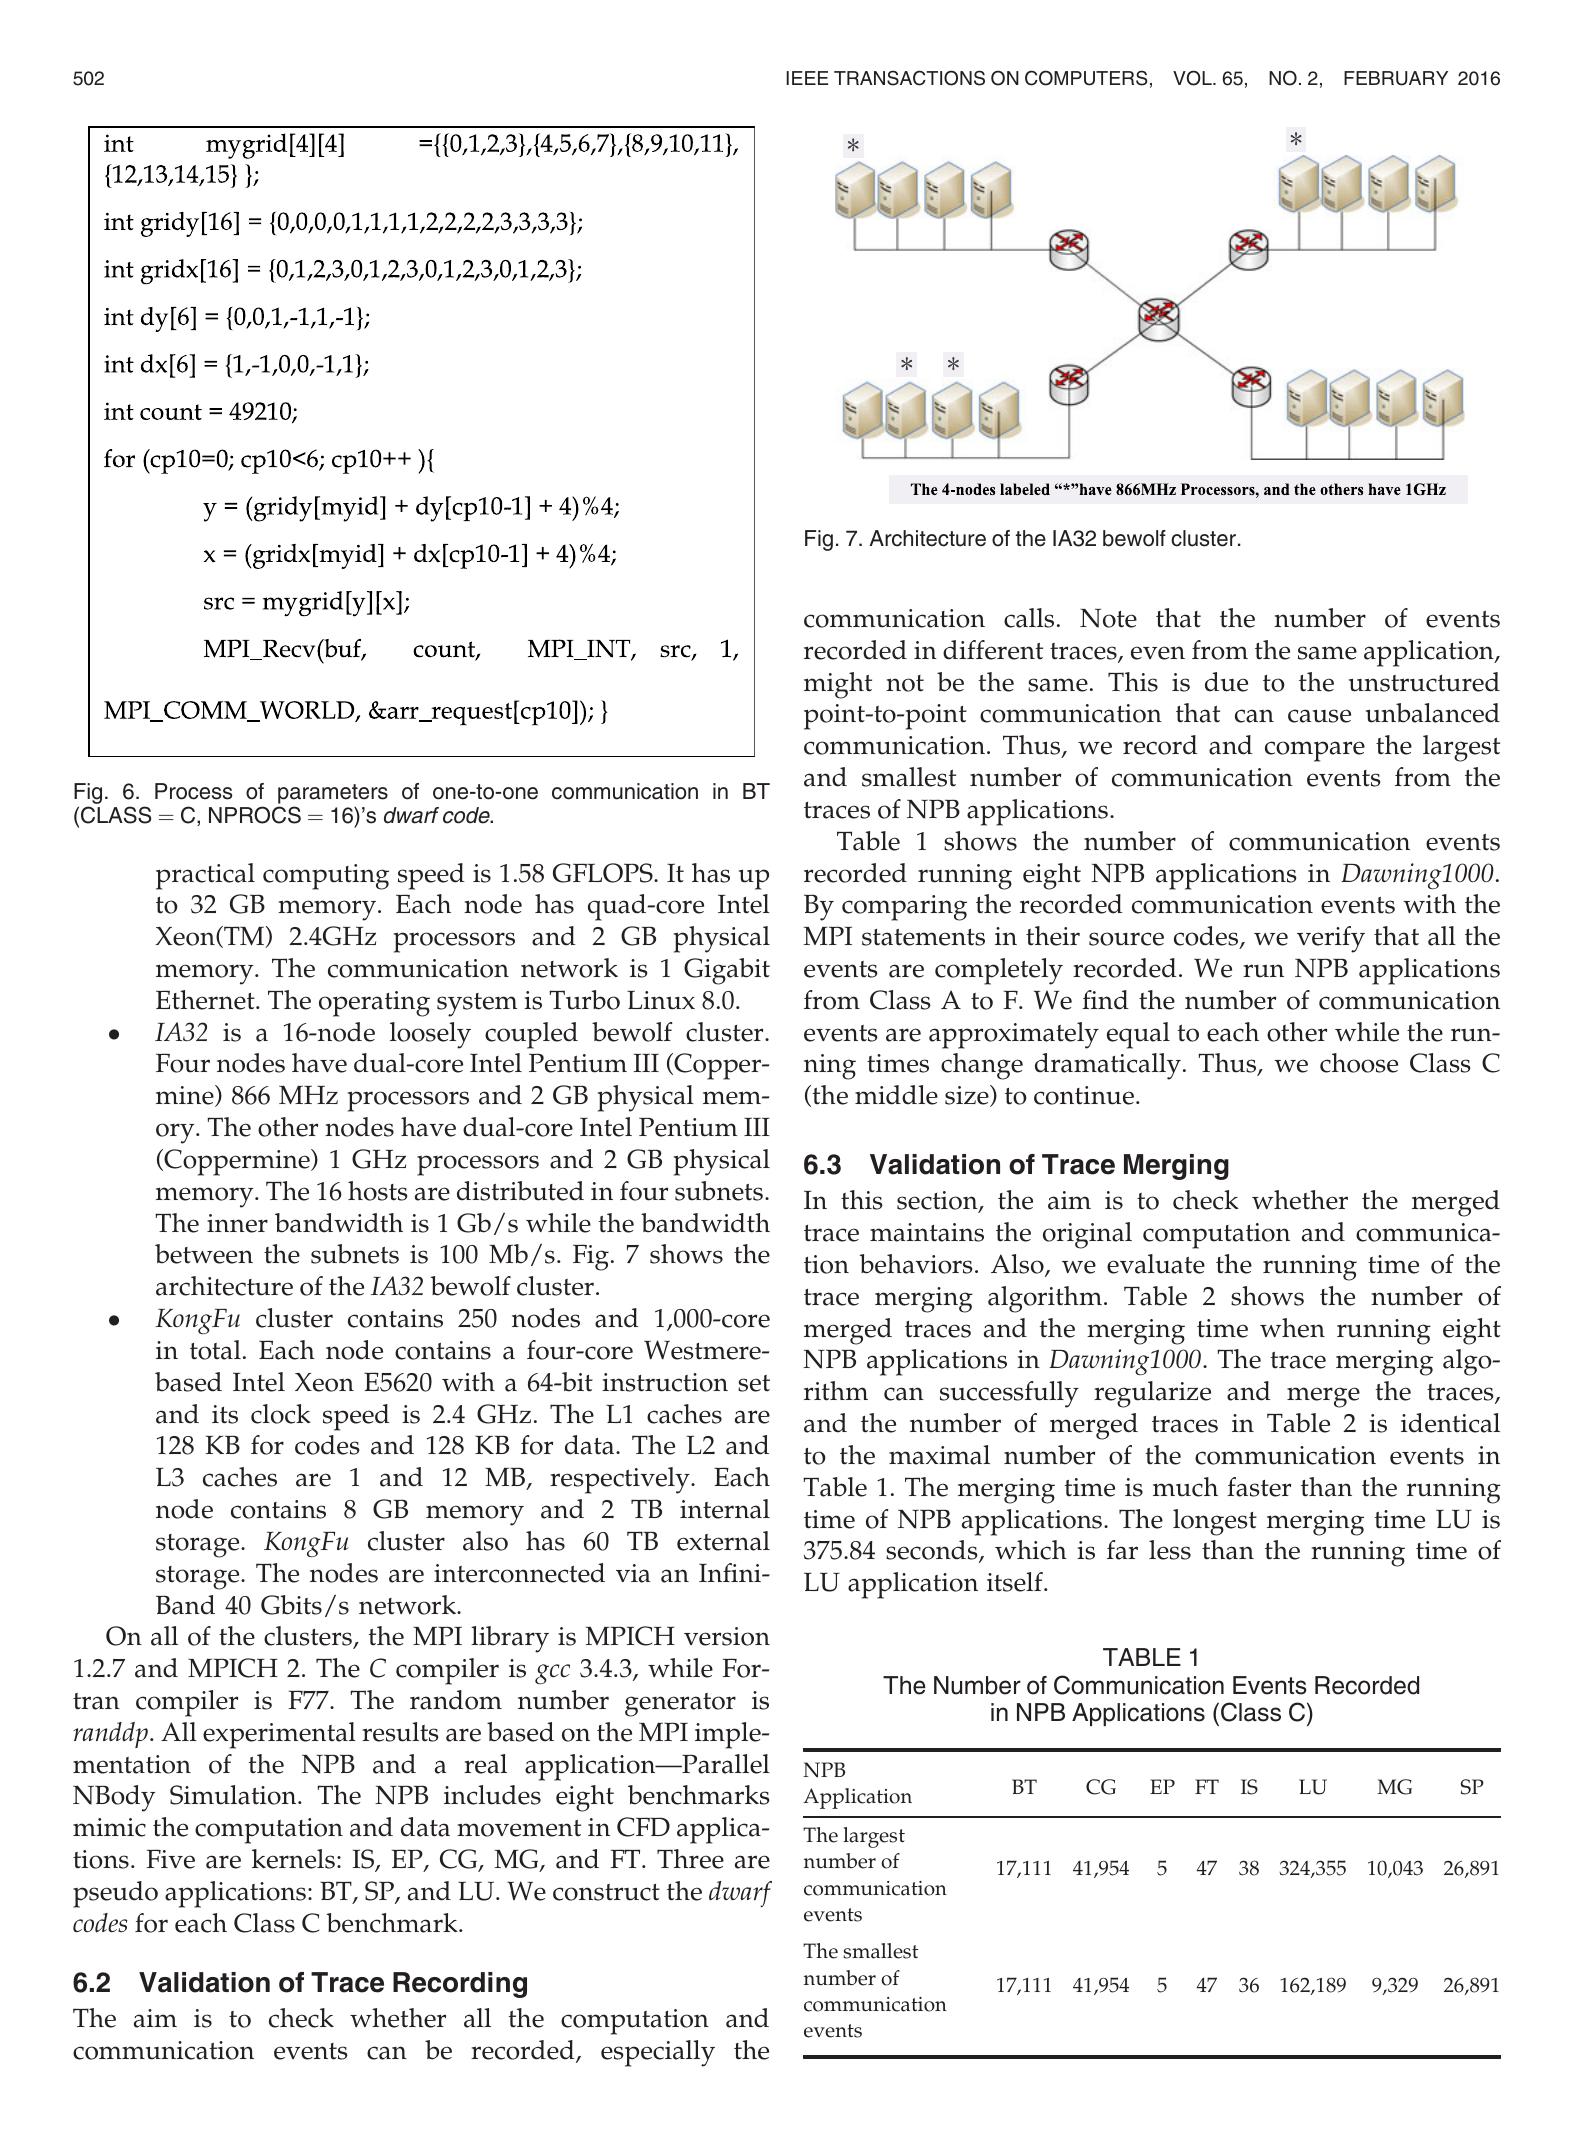 502
IEEE TRANSACTIONS ON COMPUTERS, VOL. 65, NO. 2, FEBRUARY 2016
int mygrid[4][4] ={{0,1,2,3},{4,5,6,7},{8,9,10,11},
{12,13,14,15} };
int gridy[16] = {0,0,0,0,1,1,1,1,2,2,2,2,3,3,3,3};
int gridx[16] = {0,1,2,3,0,1,2,3,0,1,2,3,0,1,2,3};
int dy[6] = {0,0,1,-1,1,-1};
int dx[6] = {1,-1,0,0,-1,1};
int count = 49210;
for (cp10=0; cp10<6; cp10++ ){
y = (gridy[myid] + dy[cp10-1] + 4)%4;
x = (gridx[myid] + dx[cp10-1] + 4)%4;
src = mygrid[y][x];
MPI_Recv(buf, count, MPI_INT, src, 1,
MPI_COMM_WORLD, &arr_request[cp10]); }
Fig. 6. Process of parameters of one-to-one communication in BT
(CLASS = C, NPROCS = 16)'s dwarf code.
practical computing speed is 1.58 GFLOPS. It has up
to 32 GB memory. Each node has quad-core Intel
Xeon(TM) 2.4GHz processors and 2 GB physical
memory. The communication network is 1 Gigabit
Ethernet. The operating system is Turbo Linux 8.0.
• IA32 is a 16-node loosely coupled bewolf cluster.
Four nodes have dual-core Intel Pentium III (Copper-
mine) 866 MHz processors and 2 GB physical mem-
ory. The other nodes have dual-core Intel Pentium III
(Coppermine) 1 GHz processors and 2 GB physical
memory. The 16 hosts are distributed in four subnets.
The inner bandwidth is 1 Gb/s while the bandwidth
between the subnets is 100 Mb/s. Fig. 7 shows the
architecture of the IA32 bewolf cluster.
• KongFu cluster contains 250 nodes and 1,000-core
in total. Each node contains a four-core Westmere-
based Intel Xeon E5620 with a 64-bit instruction set
and its clock speed is 2.4 GHz. The L1 caches are
128 KB for codes and 128 KB for data. The L2 and
L3 caches are 1 and 12 MB, respectively. Each
node contains 8 GB memory and 2 TB internal
storage. KongFu cluster also has 60 TB external
storage. The nodes are interconnected via an Infini-
Band 40 Gbits/s network.
On all of the clusters, the MPI library is MPICH version
1.2.7 and MPICH 2. The C compiler is gcc 3.4.3, while For-
tran compiler is F77. The random number generator is
randdp. All experimental results are based on the MPI imple-
mentation of the NPB and a real application—Parallel
NBody Simulation. The NPB includes eight benchmarks
mimic the computation and data movement in CFD applica-
tions. Five are kernels: IS, EP, CG, MG, and FT. Three are
pseudo applications: BT, SP, and LU. We construct the dwarf
codes for each Class C benchmark.
6.2 Validation of Trace Recording
The aim is to check whether all the computation and
communication events can be recorded, especially the
* *
* *
The 4-nodes labeled “*”have 866MHz Processors, and the others have 1GHz
Fig. 7. Architecture of the IA32 bewolf cluster.
communication calls. Note that the number of events
recorded in different traces, even from the same application,
might not be the same. This is due to the unstructured
point-to-point communication that can cause unbalanced
communication. Thus, we record and compare the largest
and smallest number of communication events from the
traces of NPB applications.
Table 1 shows the number of communication events
recorded running eight NPB applications in Dawning1000.
By comparing the recorded communication events with the
MPI statements in their source codes, we verify that all the
events are completely recorded. We run NPB applications
from Class A to F. We find the number of communication
events are approximately equal to each other while the run-
ning times change dramatically. Thus, we choose Class C
(the middle size) to continue.
6.3 Validation of Trace Merging
In this section, the aim is to check whether the merged
trace maintains the original computation and communica-
tion behaviors. Also, we evaluate the running time of the
trace merging algorithm. Table 2 shows the number of
merged traces and the merging time when running eight
NPB applications in Dawning1000. The trace merging algo-
rithm can successfully regularize and merge the traces,
and the number of merged traces in Table 2 is identical
to the maximal number of the communication events in
Table 1. The merging time is much faster than the running
time of NPB applications. The longest merging time LU is
375.84 seconds, which is far less than the running time of
LU application itself.
TABLE 1
The Number of Communication Events Recorded
in NPB Applications (Class C)
NPB
Application BT CG EP FT IS LU MG SP
The largest
number of
communication
events 17,111 41,954 5 47 38 324,355 10,043 26,891
The smallest
number of
communication
events 17,111 41,954 5 47 36 162,189 9,329 26,891